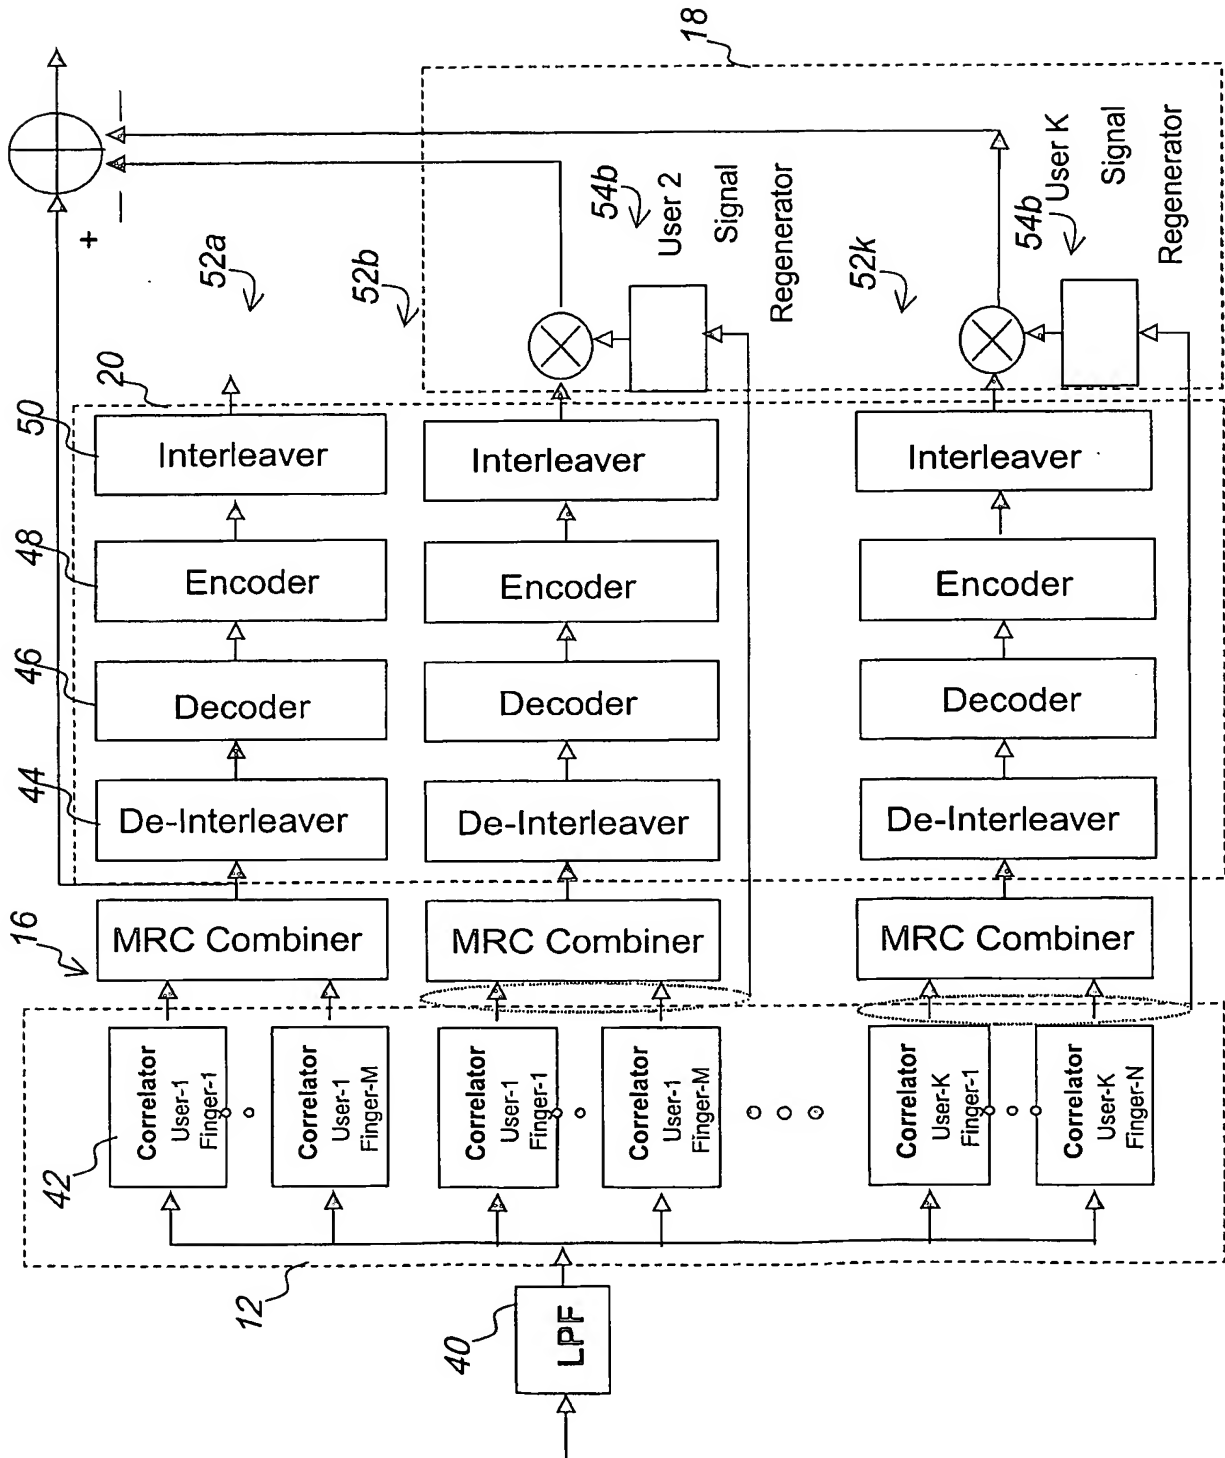 +
—
—
18
52a
52b
54b
User 2
Signal
Regenerator
52k
54b
User K
Signal
Regenerator
50
20
Interleaver
Interleaver
Interleaver
48
Encoder
Encoder
Encoder
46
Decoder
Decoder
Decoder
44
De-Interleaver
De-Interleaver
De-Interleaver
16
MRC Combiner
MRC Combiner
MRC Combiner
42
Correlator
User-1
Finger-1
Correlator
User-1
Finger-M
Correlator
User-1
Finger-1
Correlator
User-1
Finger-M
Correlator
User-K
Finger-1
Correlator
User-K
Finger-N
12
40
LPF